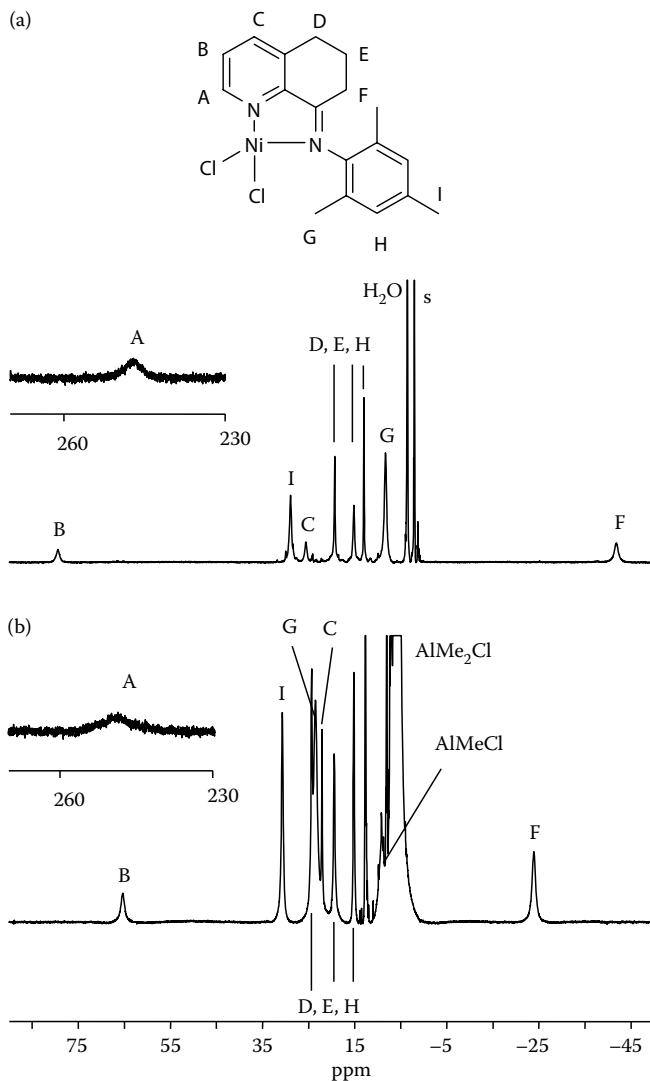 (a)
C
D
B
E
A
F
N
Ni
N
Cl
Cl
I
G
H
H₂O
s
A
D, E, H
260
230
G
I
C
B
F
(b)
G
C
AlMe₂Cl
A
I
AlMeCl
260
230
F
B
D, E, H
75
55
35
15
−5
−25
−45
ppm